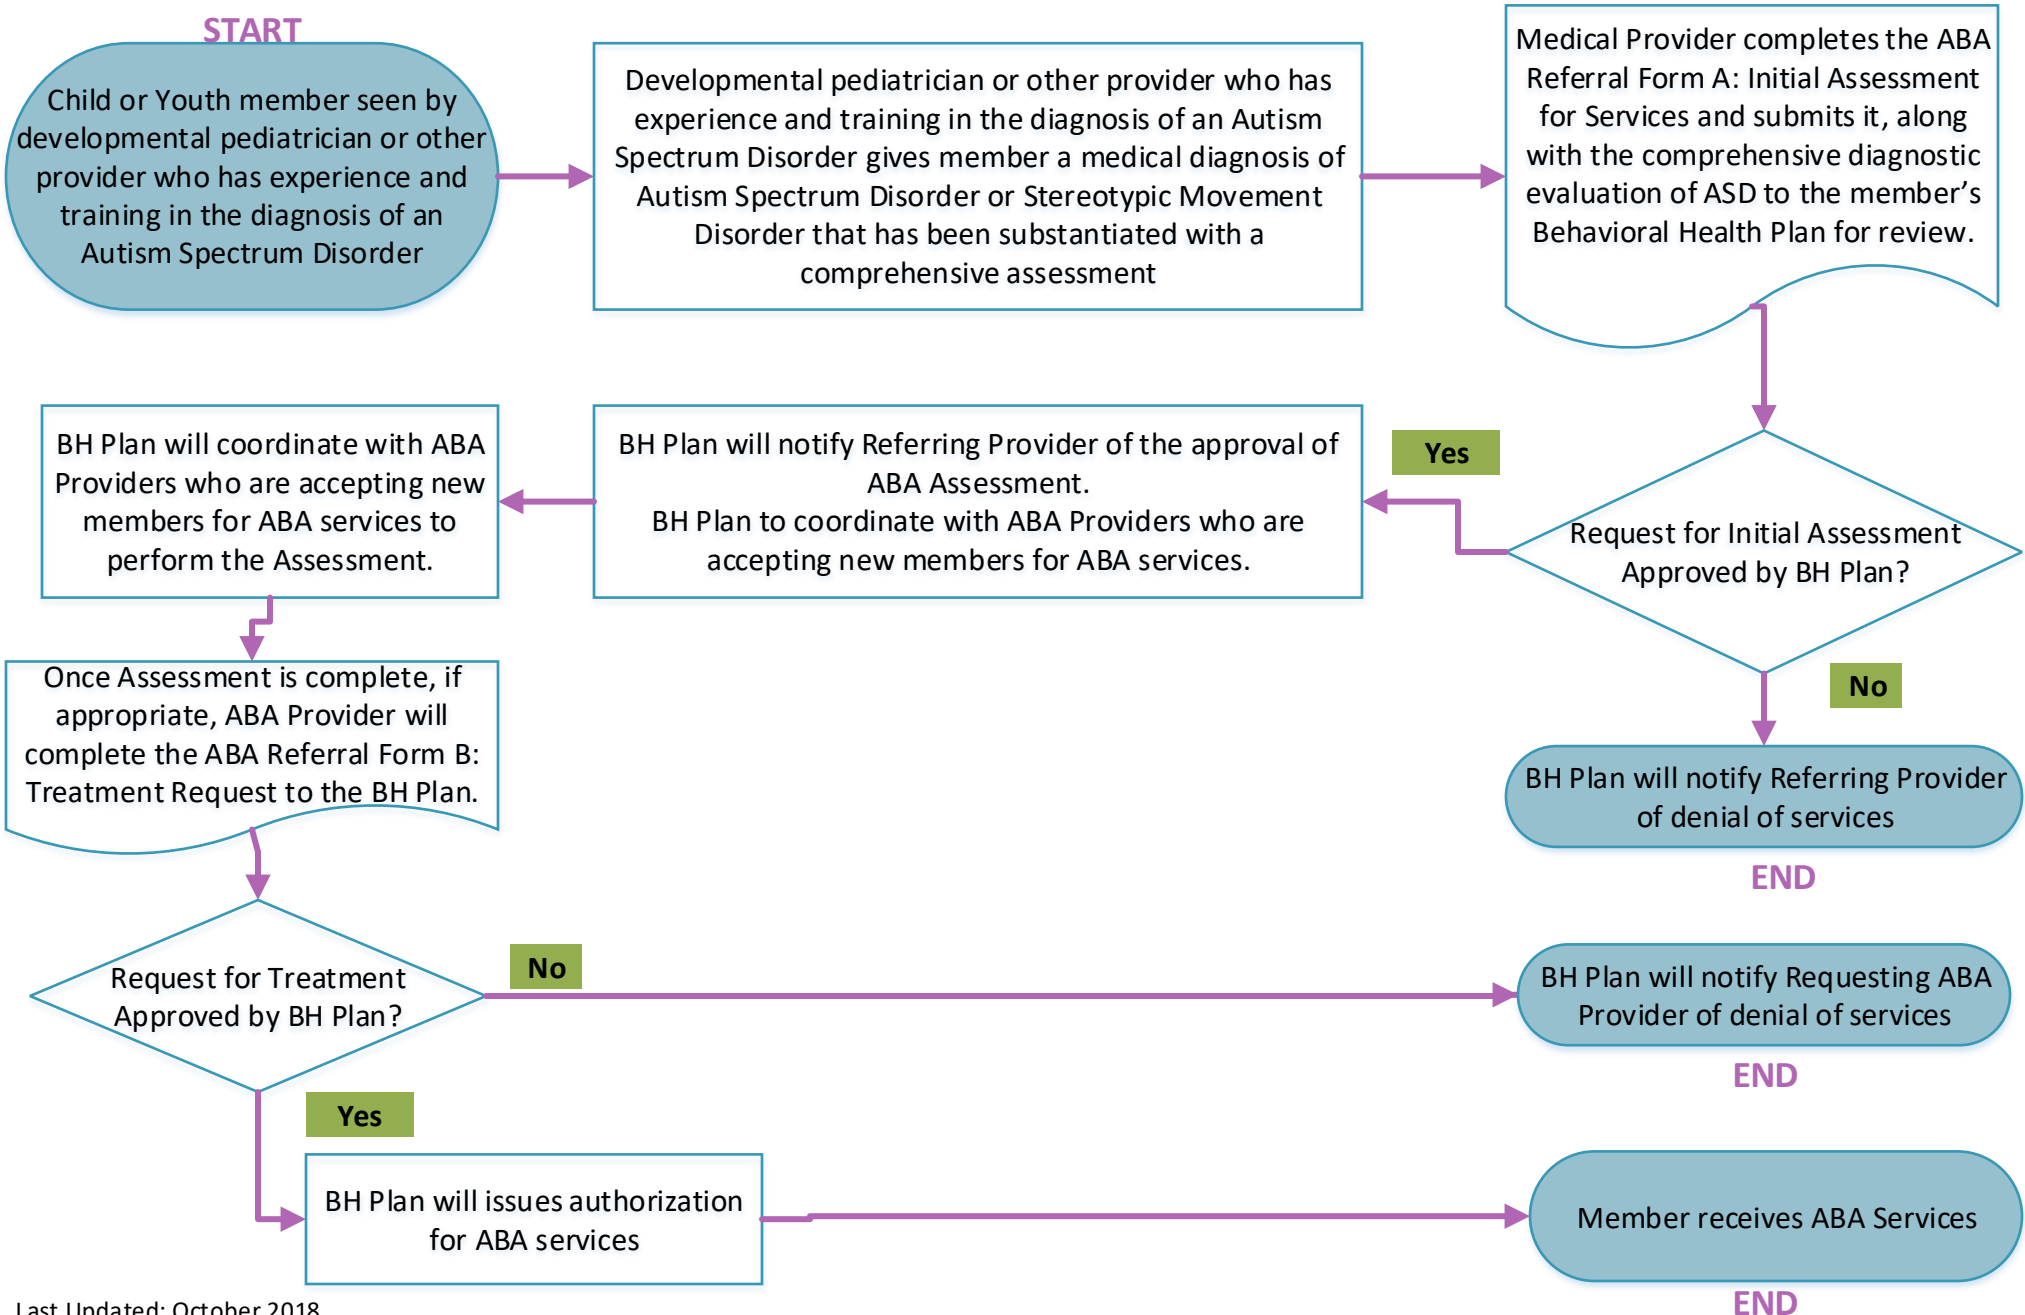 START
Child or Youth member seen by
developmental pediatrician or other
provider who has experience and
training in the diagnosis of an
Autism Spectrum Disorder
Developmental pediatrician or other provider who has
experience and training in the diagnosis of an Autism
Spectrum Disorder gives member a medical diagnosis of
Autism Spectrum Disorder or Stereotypic Movement
Disorder that has been substantiated with a
comprehensive assessment
Medical Provider completes the ABA
Referral Form A: Initial Assessment
for Services and submits it, along
with the comprehensive diagnostic
evaluation of ASD to the member’s
Behavioral Health Plan for review.
Request for Initial Assessment
Approved by BH Plan?
Yes
BH Plan will notify Referring Provider of the approval of
ABA Assessment.
BH Plan to coordinate with ABA Providers who are
accepting new members for ABA services.
BH Plan will coordinate with ABA
Providers who are accepting new
members for ABA services to
perform the Assessment.
No
BH Plan will notify Referring Provider
of denial of services
END
Once Assessment is complete, if
appropriate, ABA Provider will
complete the ABA Referral Form B:
Treatment Request to the BH Plan.
Request for Treatment
Approved by BH Plan?
No
BH Plan will notify Requesting ABA
Provider of denial of services
END
Yes
BH Plan will issues authorization
for ABA services
Member receives ABA Services
END
Last Updated: October 2018